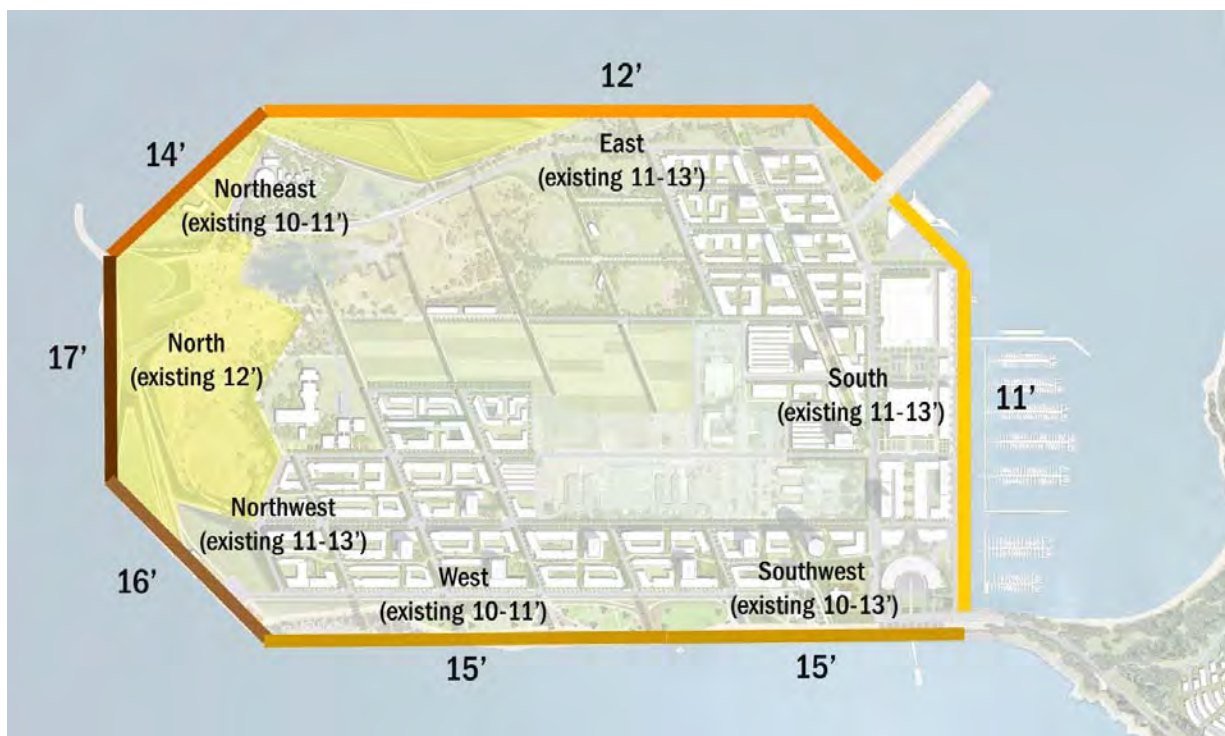 12’
14’
East
(existing 11-13’)
Northeast
(existing 10-11’)
17’
North
(existing 12’)
South
(existing 11-13’)
11’
Northwest
(existing 11-13’)
16’
West
(existing 10-11’)
Southwest
(existing 10-13’)
15’
15’